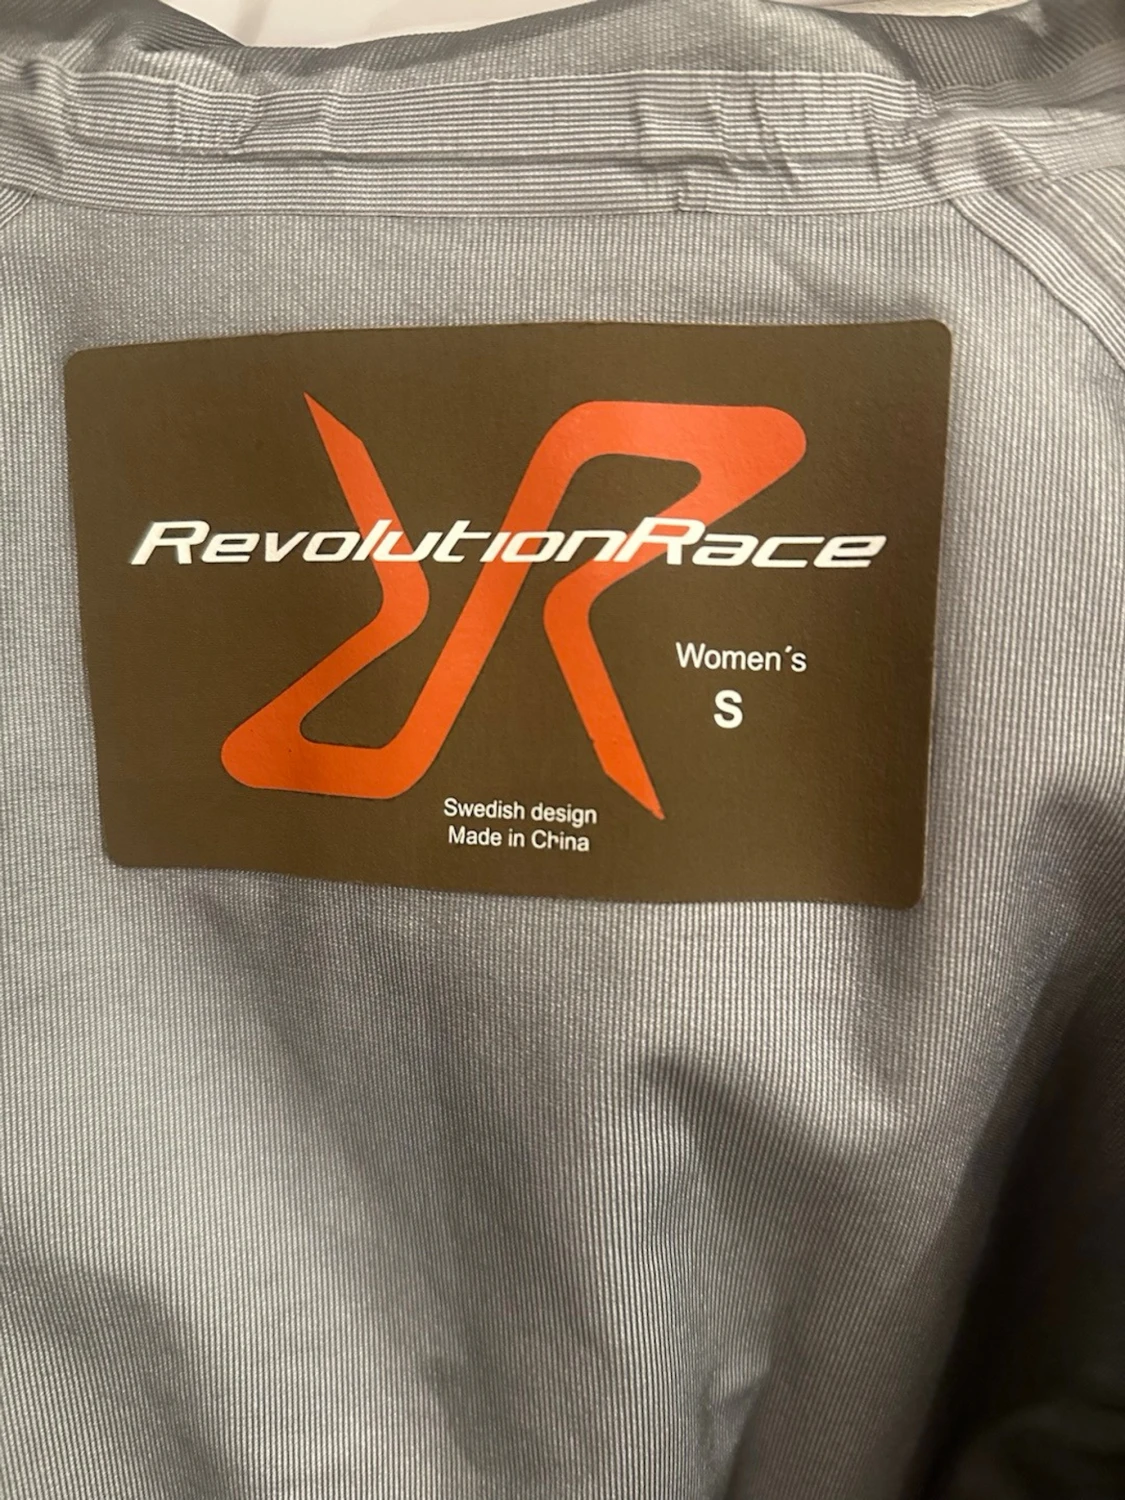 RevolutionRace
Women´s
S
Swedish design
Made in China